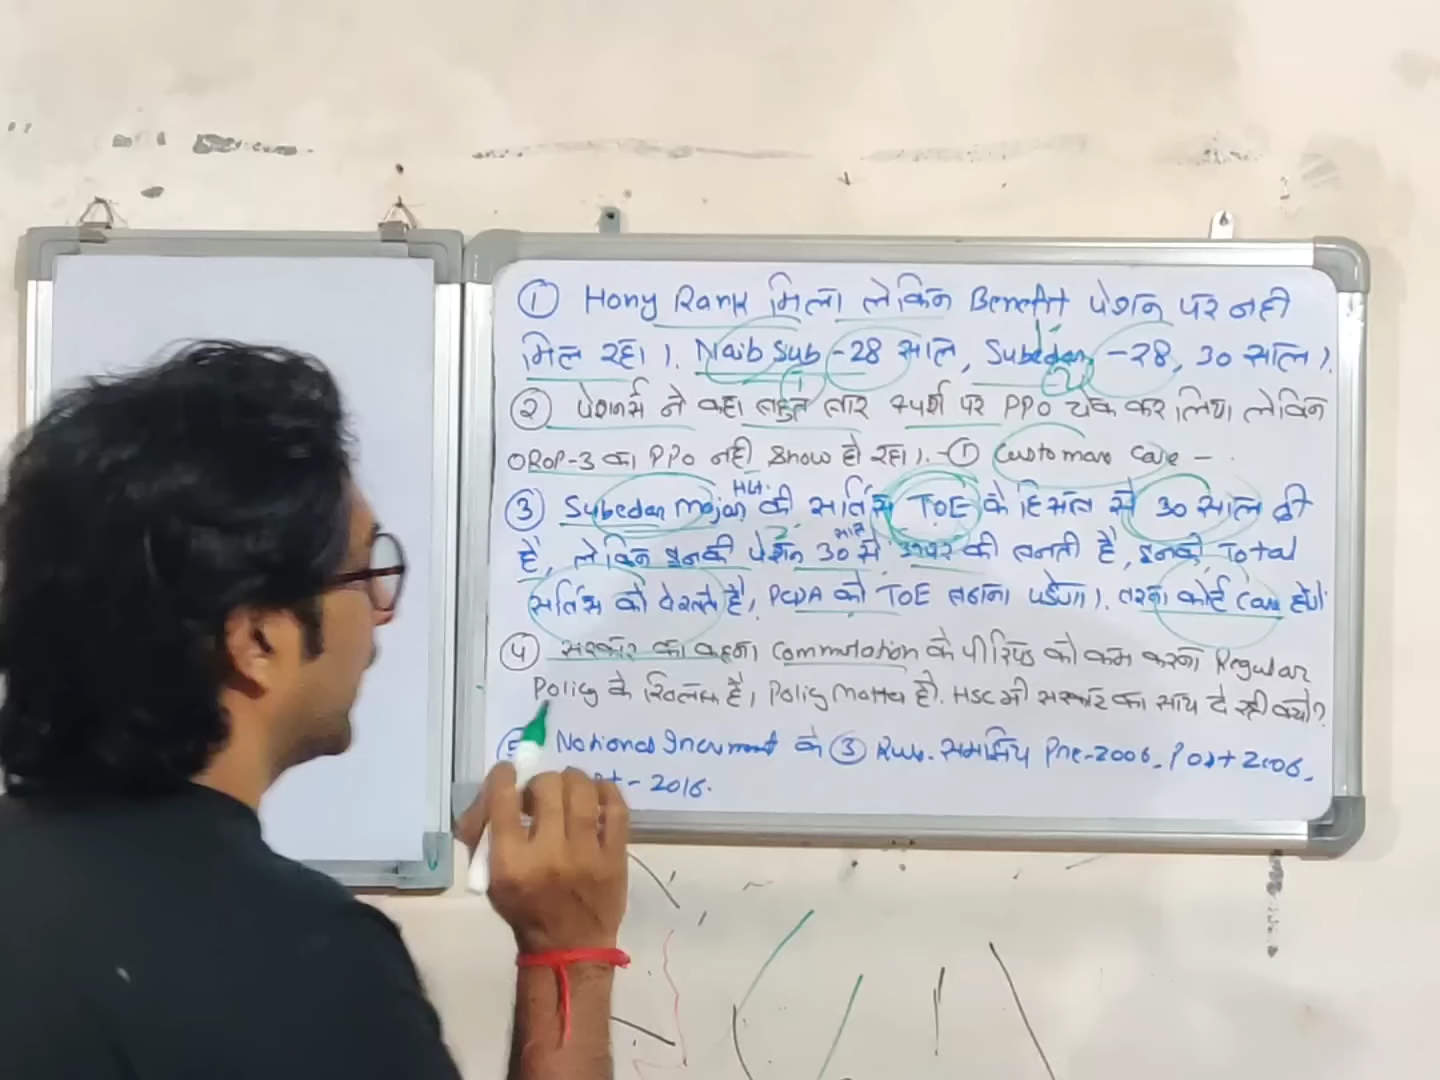 ① Hony Rank मिला लेकिन Benefit पेंशन पर नही
मिल रहा। Naib Sub - 28 साल, Subedar - 28, 30 साल।
② पेंशनर्स ने कहा बहुत बार स्पर्श पर PPO चेक कर लिया लेकिन
OROP-3 का PPO नही Show हो रहा। - ① Customer Care -
③ Subedar Major की सर्विस TOE के हिसाब से 30 साल ही
है, लेकिन इनकी पेंशन 30 साल से ऊपर की बनती है, इनकी Total
सर्विस को देखते है, PCDA को TOE बढाना पडेगा। वरना कोई Case होगा
④ सरकार का कहना Commutation के पीरियड को कम करना Regular
Policy के खिलाफ है, Policy Matter है. HSC भी सरकार का साथ दे रही क्यो?
Notional Increment के ③ Rule. समझिये Pre-2006, Post 2006,
- 2016.